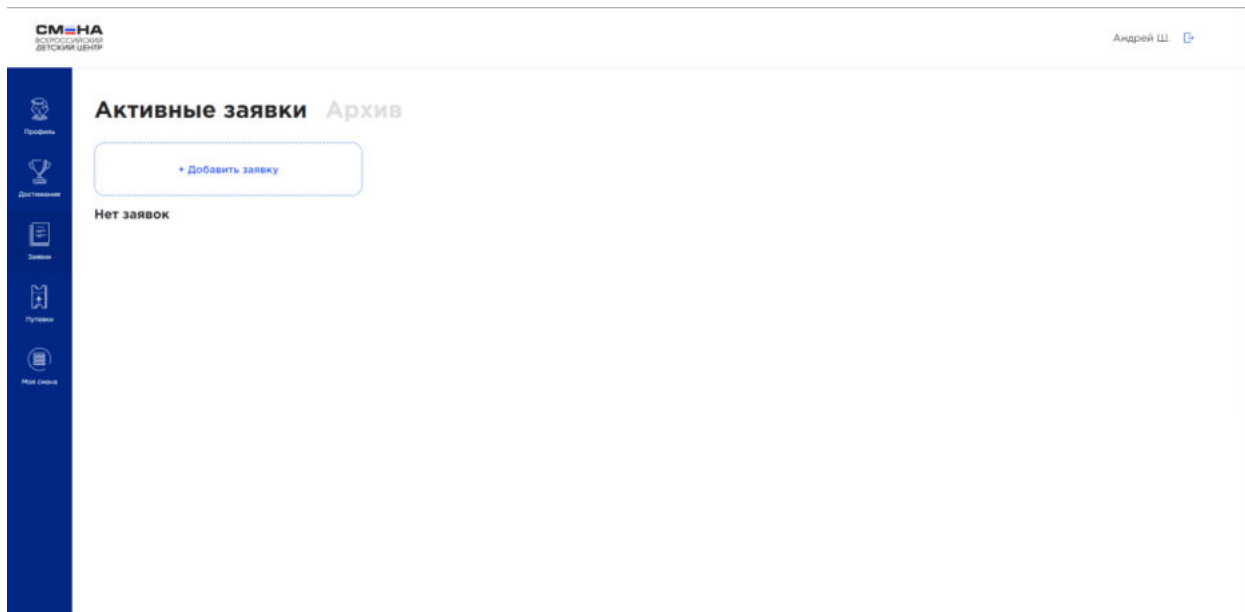 СМЕНА
ВСЕРОССИЙСКИЙ
ДЕТСКИЙ ЦЕНТР
Андрей Ш.
Профиль
Достижения
Заявки
Путевки
Моя смена
Активные заявки Архив
+ Добавить заявку
Нет заявок